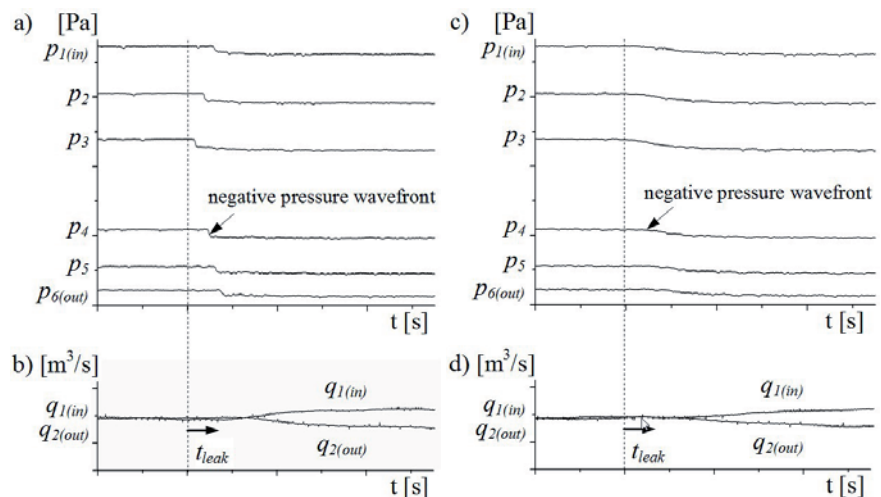 a) [Pa]
p1(in)
p2
p3
negative pressure wavefront
p4
p5
p6(out)
t [s]
b) [m³/s]
q1(in)
q1(in)
q2(out)
tleak
q2(out)
t [s]
c) [Pa]
p1(in)
p2
p3
negative pressure wavefront
p4
p5
p6(out)
t [s]
d) [m³/s]
q1(in)
q1(in)
q2(out)
tleak
q2(out)
t [s]